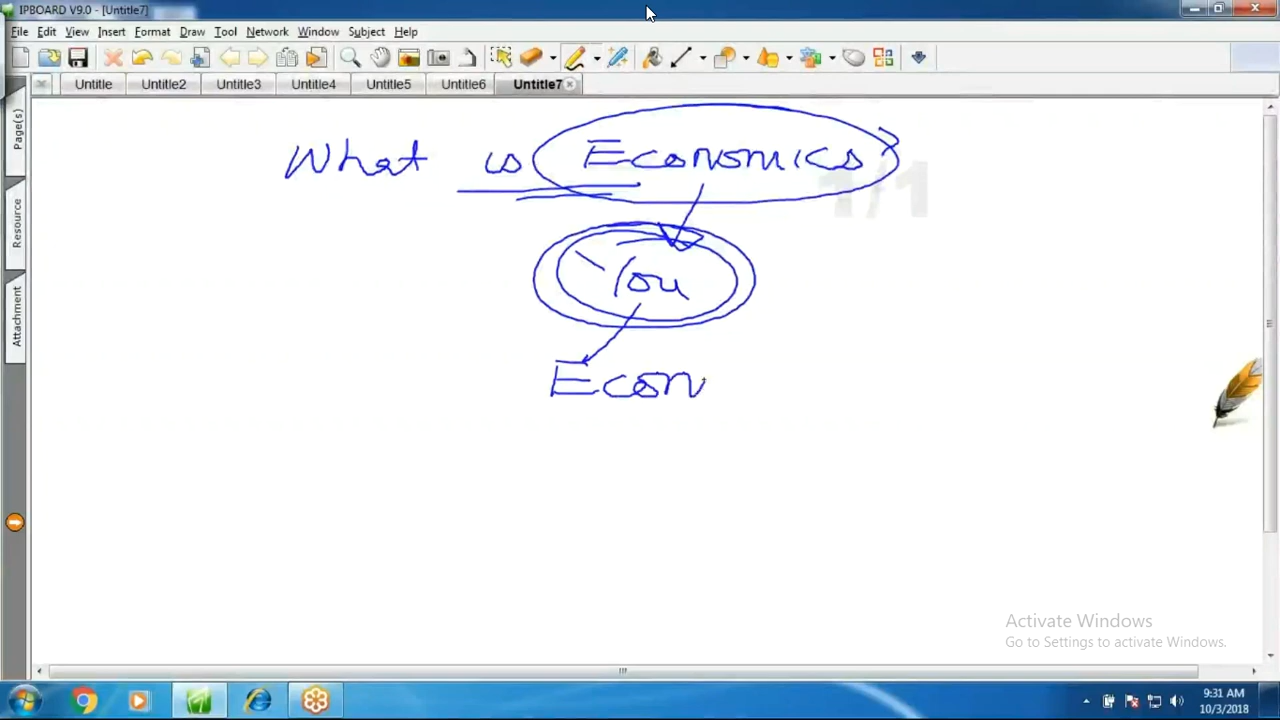 IPBOARD V9.0 - [Untitle7]
File Edit View Insert Format Draw Tool Network Window Subject Help
Untitle Untitle2 Untitle3 Untitle4 Untitle5 Untitle6 Untitle7
Page(s)
Resource
Attachment
What is Economics?
1/1
You
Econ
Activate Windows
Go to Settings to activate Windows.
9:31 AM
10/3/2018